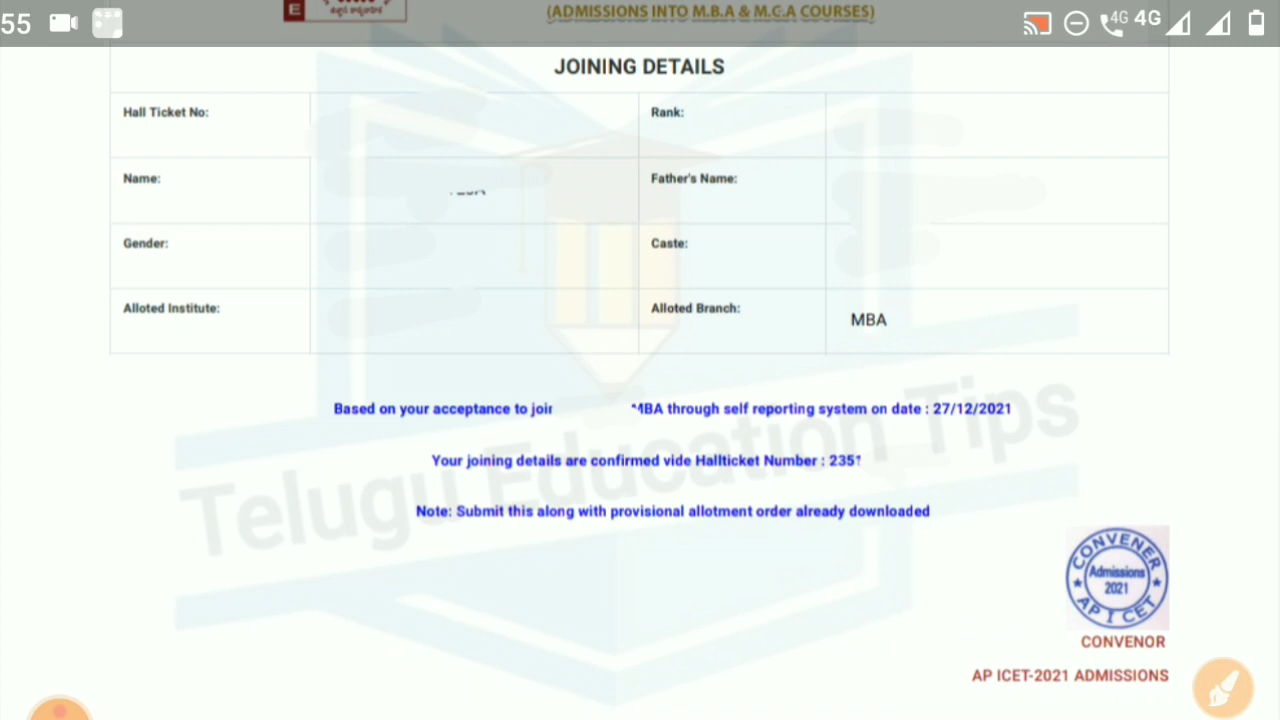 55
4G 4G
E
(ADMISSIONS INTO M.B.A & M.C.A COURSES)
JOINING DETAILS
Hall Ticket No:
Rank:
Name:
Father's Name:
Gender:
Caste:
Alloted Institute:
Alloted Branch:
MBA
Based on your acceptance to join MBA through self reporting system on date : 27/12/2021
Your joining details are confirmed vide Hallticket Number : 2351
Note: Submit this along with provisional allotment order already downloaded
Telugu Education Tips
CONVENER
Admissions
2021
AP ICET
CONVENOR
AP ICET-2021 ADMISSIONS